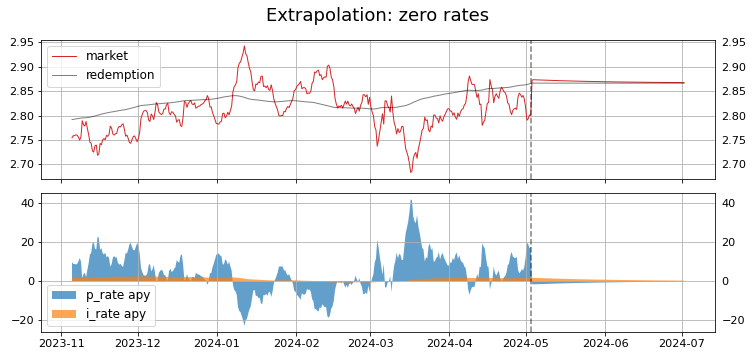 Extrapolation: zero rates
2.95 2.95
market
2.90 2.90
redemption
2.85 2.85
2.80 2.80
2.75 2.75
2.70 2.70
40 40
20 20
0 0
p_rate apy
i_rate apy
−20 −20
2023-11 2023-12 2024-01 2024-02 2024-03 2024-04 2024-05 2024-06 2024-07